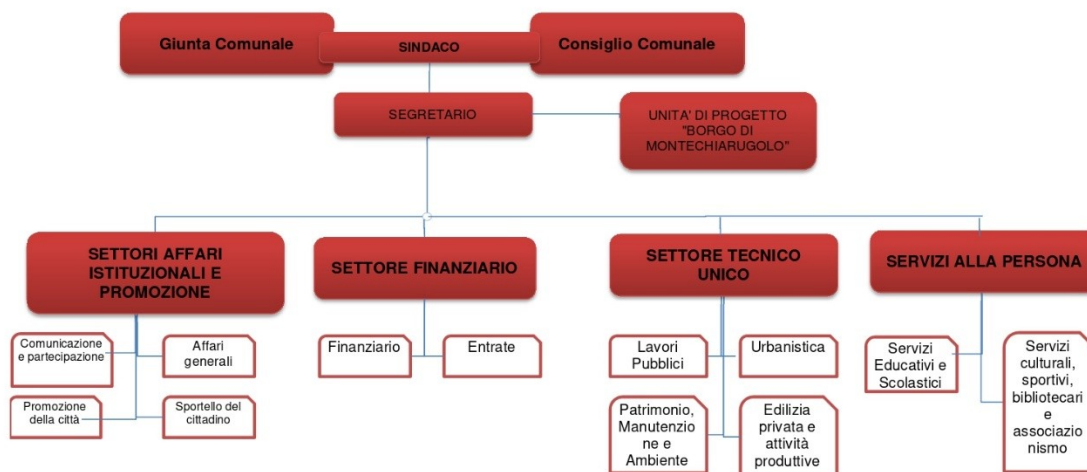 Giunta Comunale
SINDACO
Consiglio Comunale
SEGRETARIO
UNITA' DI PROGETTO
"BORGO DI
MONTECHIARUGOLO"
SETTORI AFFARI
ISTITUZIONALI E
PROMOZIONE
SETTORE FINANZIARIO
SETTORE TECNICO
UNICO
SERVIZI ALLA PERSONA
Comunicazione
e partecipazione
Affari
generali
Promozione
della città
Sportello del
cittadino
Finanziario
Entrate
Lavori
Pubblici
Urbanistica
Patrimonio,
Manutenzio
ne e
Ambiente
Edilizia
privata e
attività
produttive
Servizi
Educativi e
Scolastici
Servizi
culturali,
sportivi,
bibliotecari
e
associazio
nismo